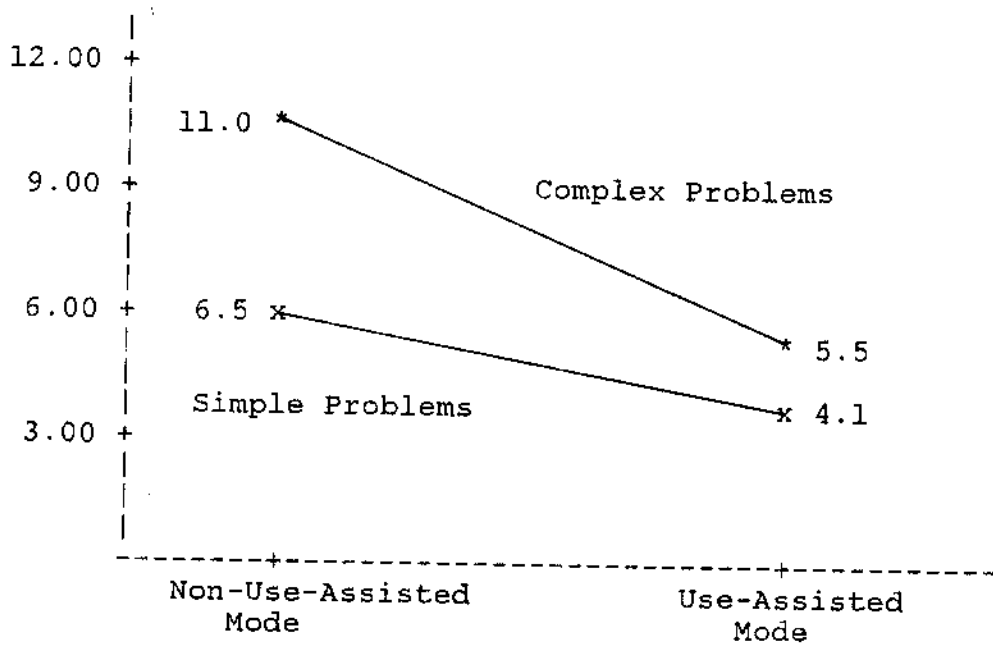 12.00 +
11.0 *
9.00 +
Complex Problems
6.00 +
6.5 x
* 5.5
Simple Problems
x 4.1
3.00 +
Non-Use-Assisted
Mode
Use-Assisted
Mode